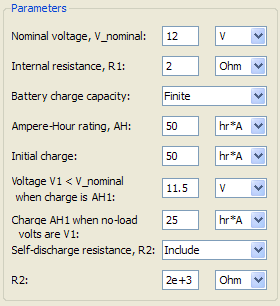 Parameters
Nominal voltage, V_nominal: 12 V
Internal resistance, R1: 2 Ohm
Battery charge capacity: Finite
Ampere-Hour rating, AH: 50 hr*A
Initial charge: 50 hr*A
Voltage V1 < V_nominal
when charge is AH1: 11.5 V
Charge AH1 when no-load
volts are V1: 25 hr*A
Self-discharge resistance, R2: Include
R2: 2e+3 Ohm